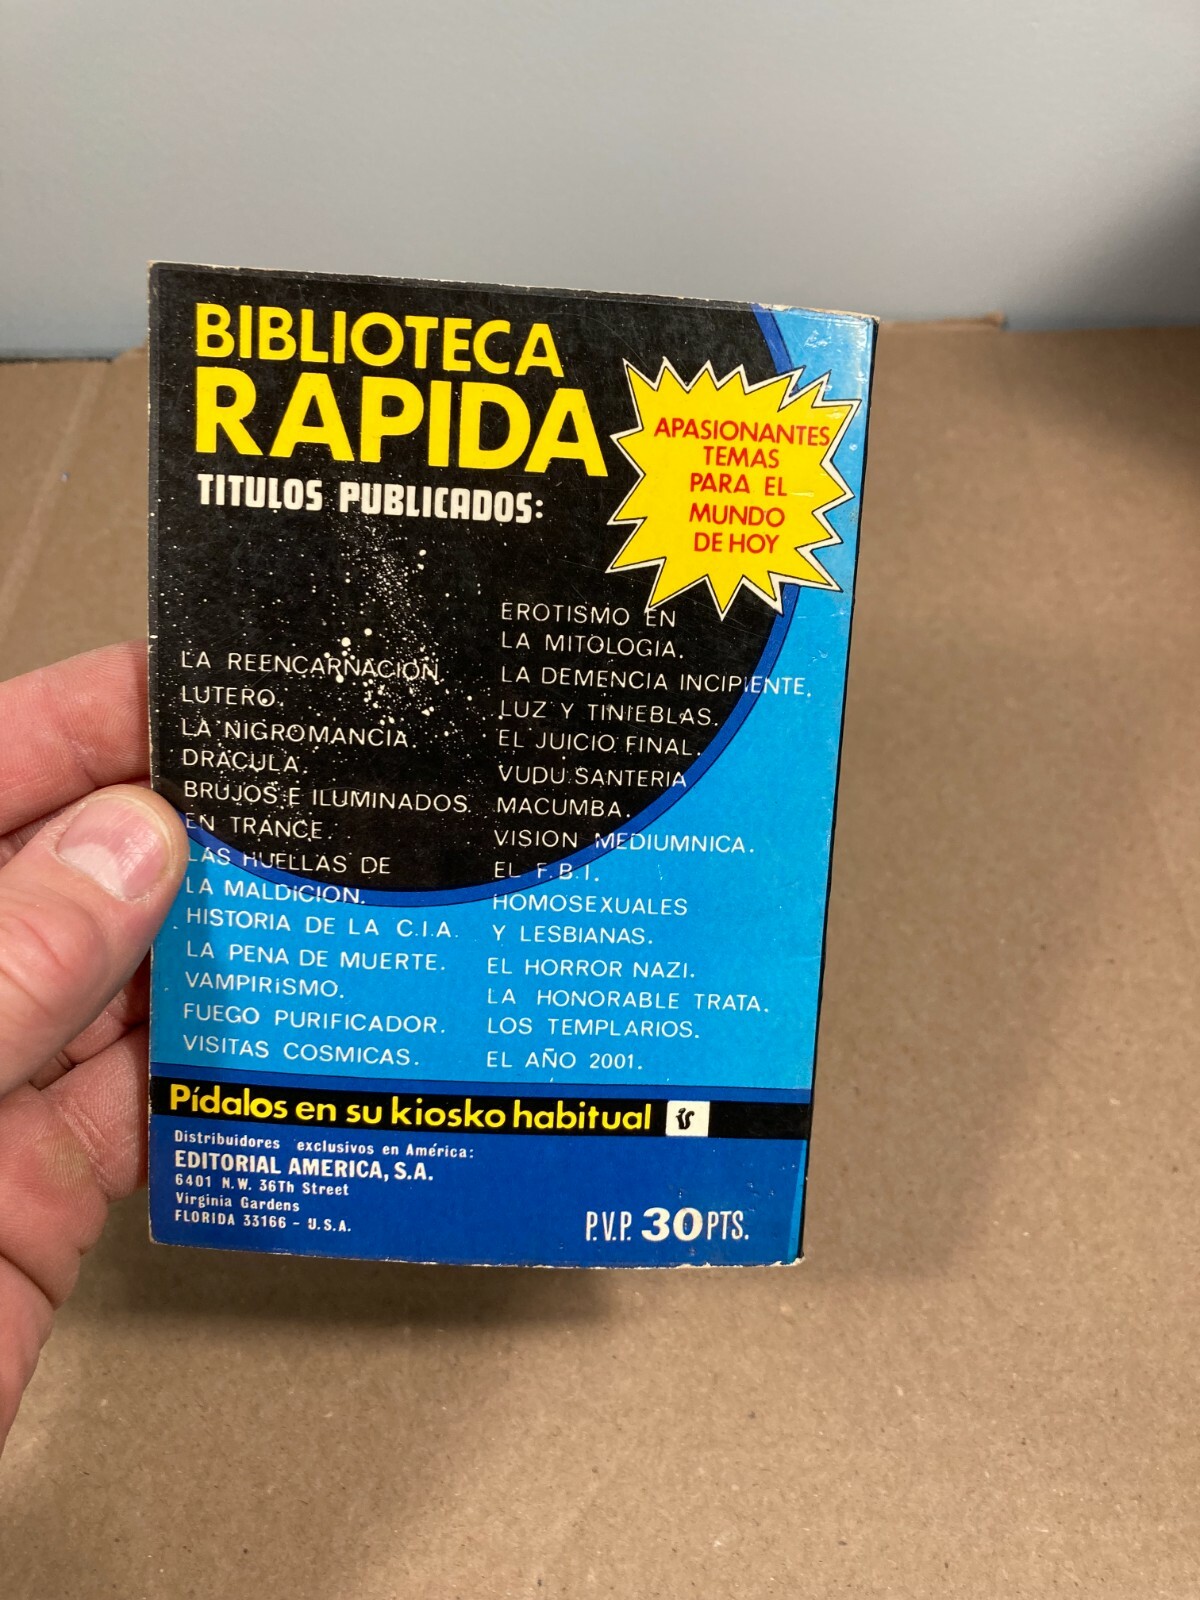 BIBLIOTECA
RAPIDA
TITULOS PUBLICADOS:
APASIONANTES
TEMAS
PARA EL
MUNDO
DE HOY
LA REENCARNACION.
LUTERO.
LA NIGROMANCIA.
DRACULA.
BRUJOS E ILUMINADOS
EN TRANCE.
LAS HUELLAS DE
LA MALDICION.
HISTORIA DE LA C.I.A.
LA PENA DE MUERTE.
VAMPIRiSMO.
FUEGO PURIFICADOR.
VISITAS COSMICAS.
EROTISMO EN
LA MITOLOGIA.
LA DEMENCIA INCIPIENTE.
LUZ Y TINIEBLAS.
EL JUICIO FINAL.
VUDU.SANTERIA
MACUMBA.
VISION MEDIUMNICA.
EL F.B.I.
HOMOSEXUALES
Y LESBIANAS.
EL HORROR NAZI.
LA HONORABLE TRATA.
LOS TEMPLARIOS.
EL AÑO 2001.
Pídalos en su kiosko habitual
Distribuidores exclusivos en América:
EDITORIAL AMERICA, S.A.
6401 N.W. 36Th Street
Virginia Gardens
FLORIDA 33166 - U.S.A.
P.V.P. 30 PTS.